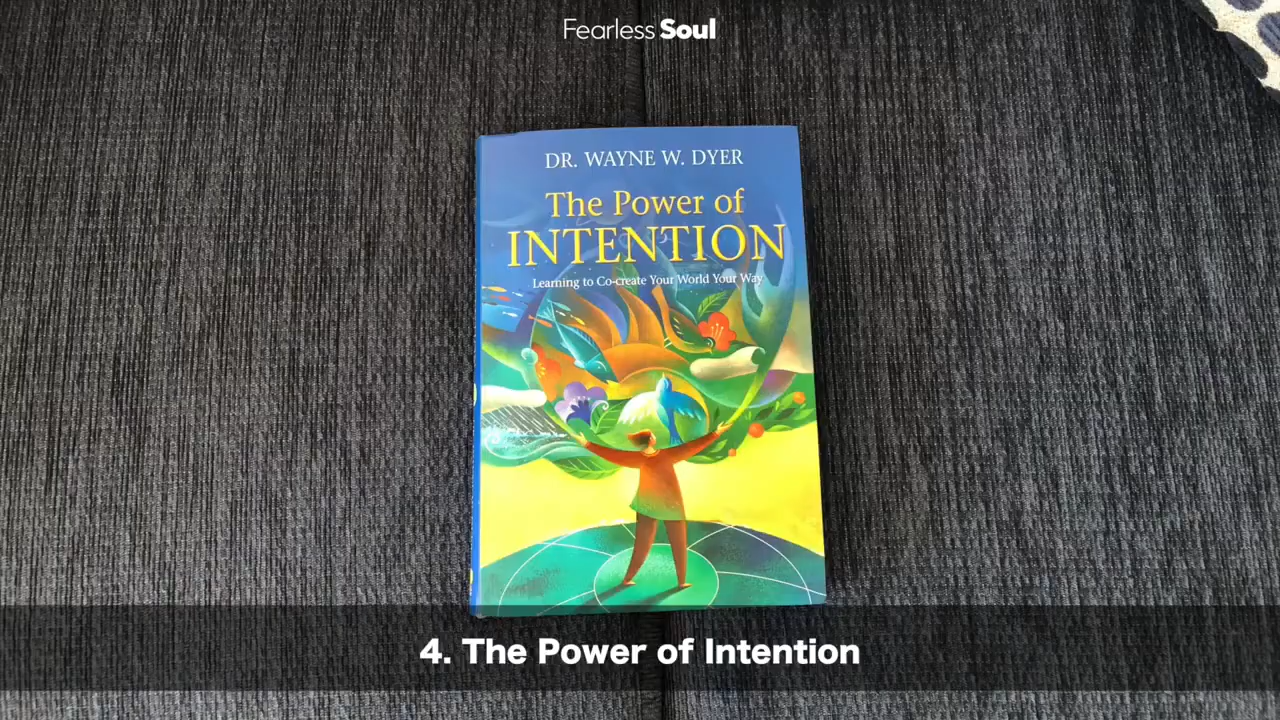 Fearless Soul
DR. WAYNE W. DYER
The Power of
INTENTION
Learning to Co-create Your World Your Way
4. The Power of Intention